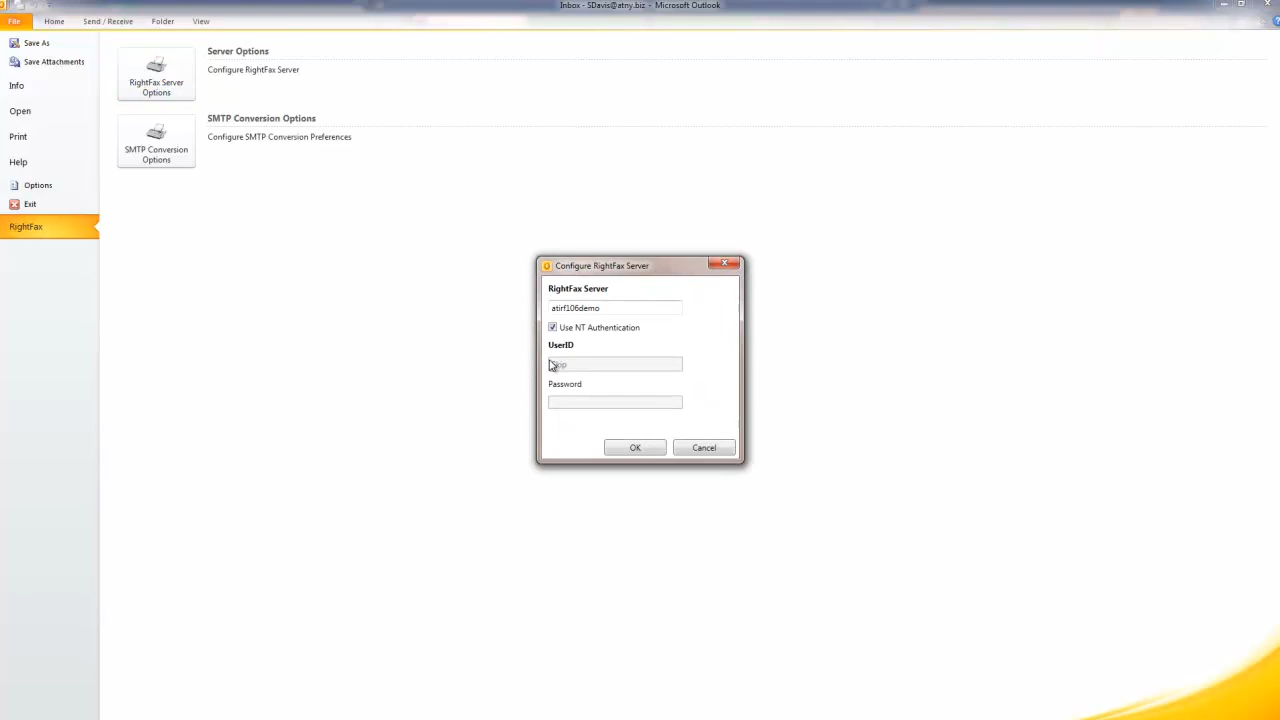 Inbox - SDavis@atny.biz - Microsoft Outlook
File Home Send / Receive Folder View
Save As
Save Attachments
Info
Open
Print
Help
Options
Exit
RightFax
RightFax Server
Options
Server Options
Configure RightFax Server
SMTP Conversion
Options
SMTP Conversion Options
Configure SMTP Conversion Preferences
Configure RightFax Server
RightFax Server
atirf106demo
Use NT Authentication
UserID
Password
OK Cancel